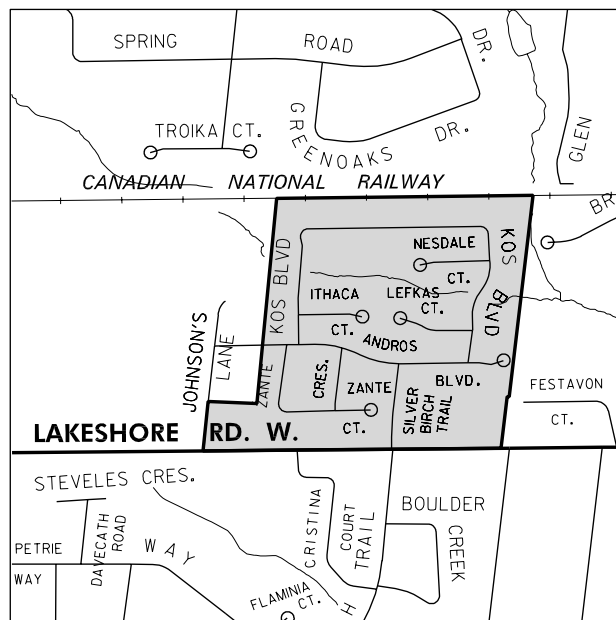 SPRING ROAD
DR.
GLEN
TROIKA CT.
GREENOAKS DR.
CANADIAN NATIONAL RAILWAY
BR
KOS BLVD
KOS BLVD
NESDALE
CT.
ITHACA
CT.
LEFKAS
CT.
ANDROS
BLVD.
JOHNSON'S
LANE
ZANTE
CRES.
ZANTE
CT.
SILVER
BIRCH
TRAIL
FESTAVON
CT.
LAKESHORE RD. W.
STEVELES CRES.
DAVECATH
ROAD
PETRIE
WAY
WAY
CRISTINA
COURT
TRAIL
BOULDER
CREEK
FLAMINIA
CT.
H